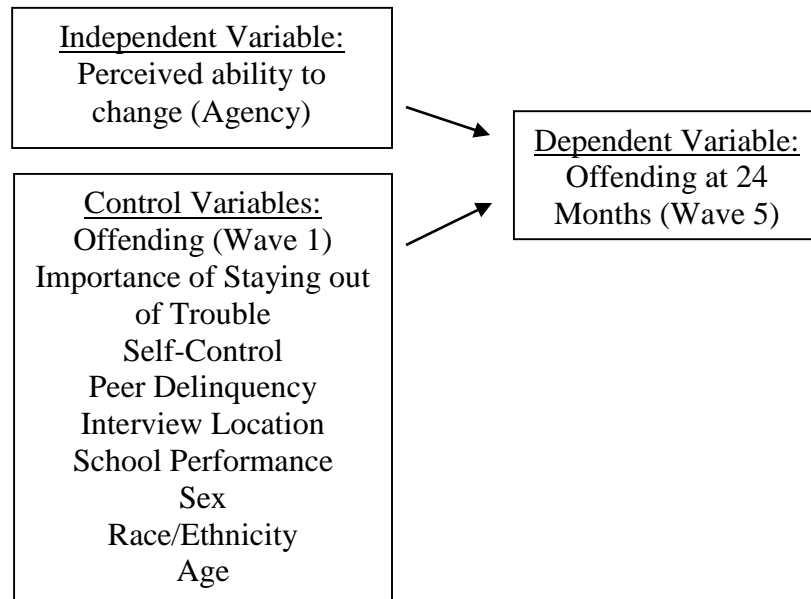 Independent Variable:
Perceived ability to
change (Agency)
Dependent Variable:
Offending at 24
Months (Wave 5)
Control Variables:
Offending (Wave 1)
Importance of Staying out
of Trouble
Self-Control
Peer Delinquency
Interview Location
School Performance
Sex
Race/Ethnicity
Age